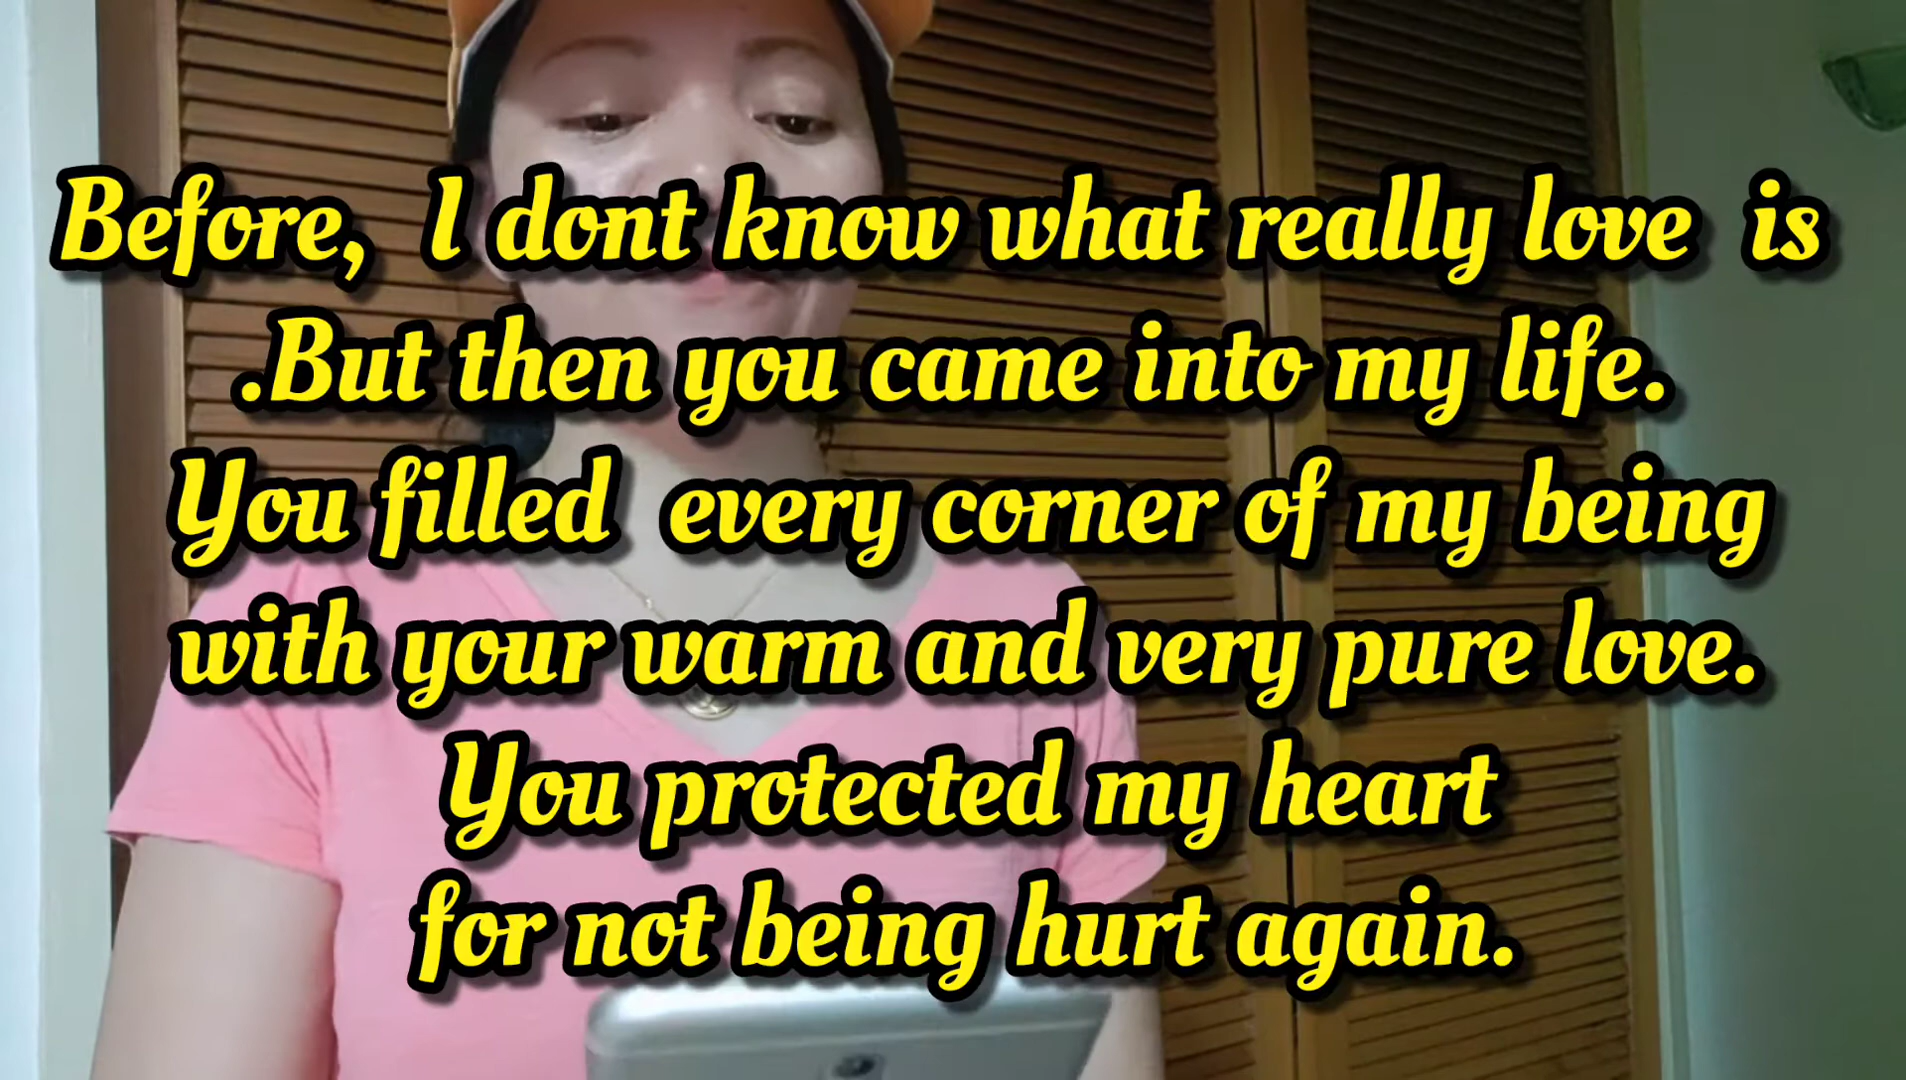 Before, I dont know what really love is
.But then you came into my life.
You filled every corner of my being
with your warm and very pure love.
You protected my heart
for not being hurt again.